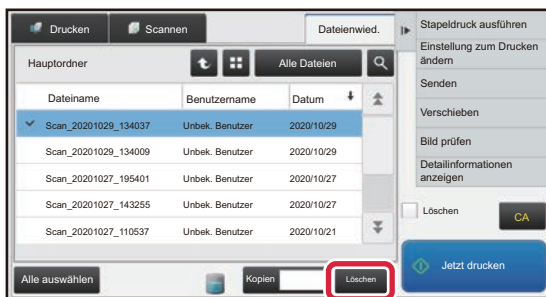 Drucken
Scannen
Dateienwied.
Hauptordner
Alle Dateien
Dateiname Benutzername Datum
Scan_20201029_134037 Unbek. Benutzer 2020/10/29
Scan_20201029_134009 Unbek. Benutzer 2020/10/29
Scan_20201027_195401 Unbek. Benutzer 2020/10/27
Scan_20201027_143255 Unbek. Benutzer 2020/10/27
Scan_20201027_110537 Unbek. Benutzer 2020/10/21
Alle auswählen
Kopien
Löschen
Stapeldruck ausführen
Einstellung zum Drucken
ändern
Senden
Verschieben
Bild prüfen
Detailinformationen
anzeigen
Löschen
CA
Jetzt drucken